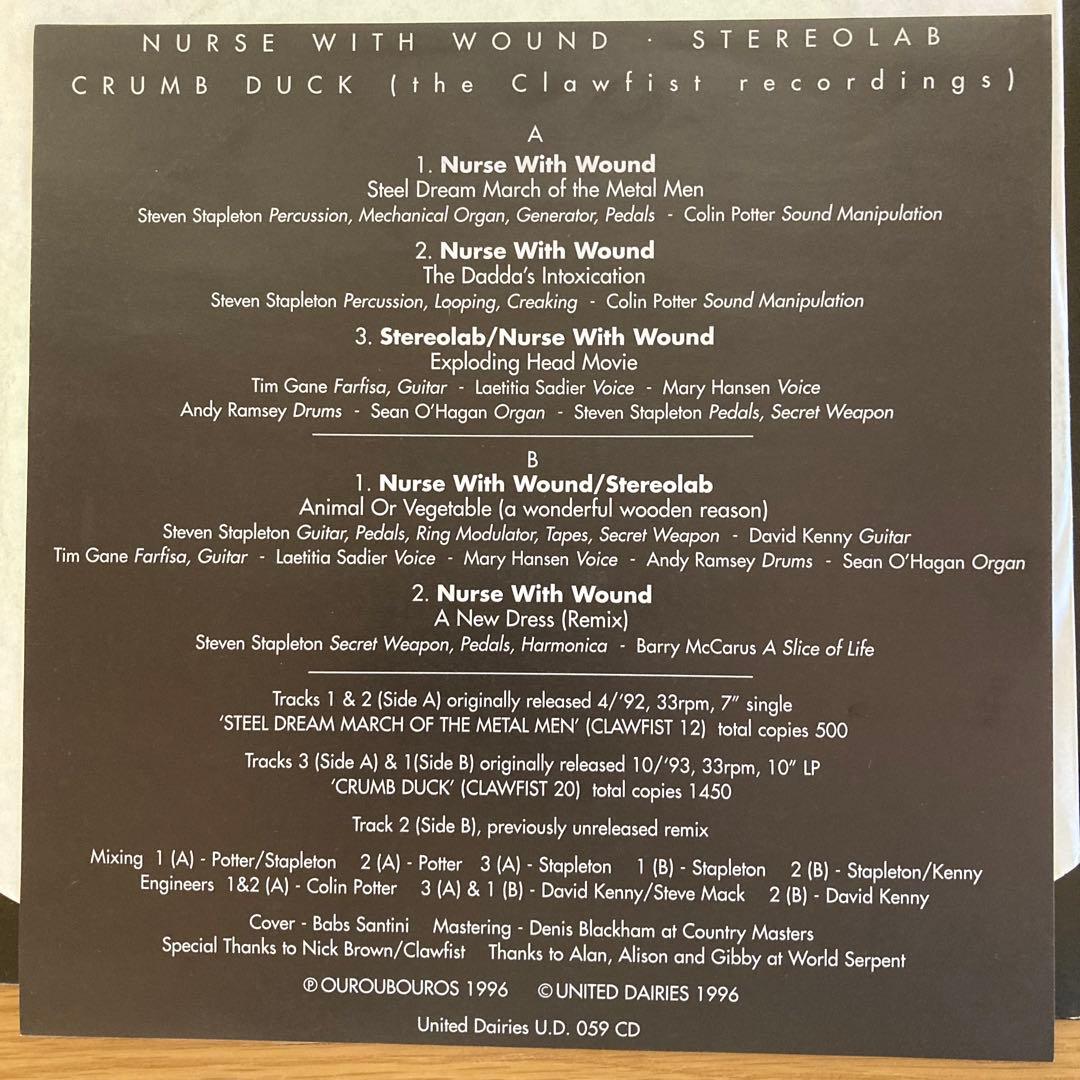 NURSE WITH WOUND · STEREOLAB
CRUMB DUCK (the Clawfist recordings)
A
1. Nurse With Wound
Steel Dream March of the Metal Men
Steven Stapleton Percussion, Mechanical Organ, Generator, Pedals - Colin Potter Sound Manipulation
2. Nurse With Wound
The Dadda's Intoxication
Steven Stapleton Percussion, Looping, Creaking - Colin Potter Sound Manipulation
3. Stereolab/Nurse With Wound
Exploding Head Movie
Tim Gane Farfisa, Guitar - Laetitia Sadier Voice - Mary Hansen Voice
Andy Ramsey Drums - Sean O'Hagan Organ - Steven Stapleton Pedals, Secret Weapon
B
1. Nurse With Wound/Stereolab
Animal Or Vegetable (a wonderful wooden reason)
Steven Stapleton Guitar, Pedals, Ring Modulator, Tapes, Secret Weapon - David Kenny Guitar
Tim Gane Farfisa, Guitar - Laetitia Sadier Voice - Mary Hansen Voice - Andy Ramsey Drums - Sean O'Hagan Organ
2. Nurse With Wound
A New Dress (Remix)
Steven Stapleton Secret Weapon, Pedals, Harmonica - Barry McCarus A Slice of Life
Tracks 1 & 2 (Side A) originally released 4/'92, 33rpm, 7" single
'STEEL DREAM MARCH OF THE METAL MEN' (CLAWFIST 12) total copies 500
Tracks 3 (Side A) & 1(Side B) originally released 10/'93, 33rpm, 10" LP
'CRUMB DUCK' (CLAWFIST 20) total copies 1450
Track 2 (Side B), previously unreleased remix
Mixing 1 (A) - Potter/Stapleton 2 (A) - Potter 3 (A) - Stapleton 1 (B) - Stapleton 2 (B) - Stapleton/Kenny
Engineers 1&2 (A) - Colin Potter 3 (A) & 1 (B) - David Kenny/Steve Mack 2 (B) - David Kenny
Cover - Babs Santini Mastering - Denis Blackham at Country Masters
Special Thanks to Nick Brown/Clawfist Thanks to Alan, Alison and Gibby at World Serpent
℗ OUROUBOUROS 1996 © UNITED DAIRIES 1996
United Dairies U.D. 059 CD